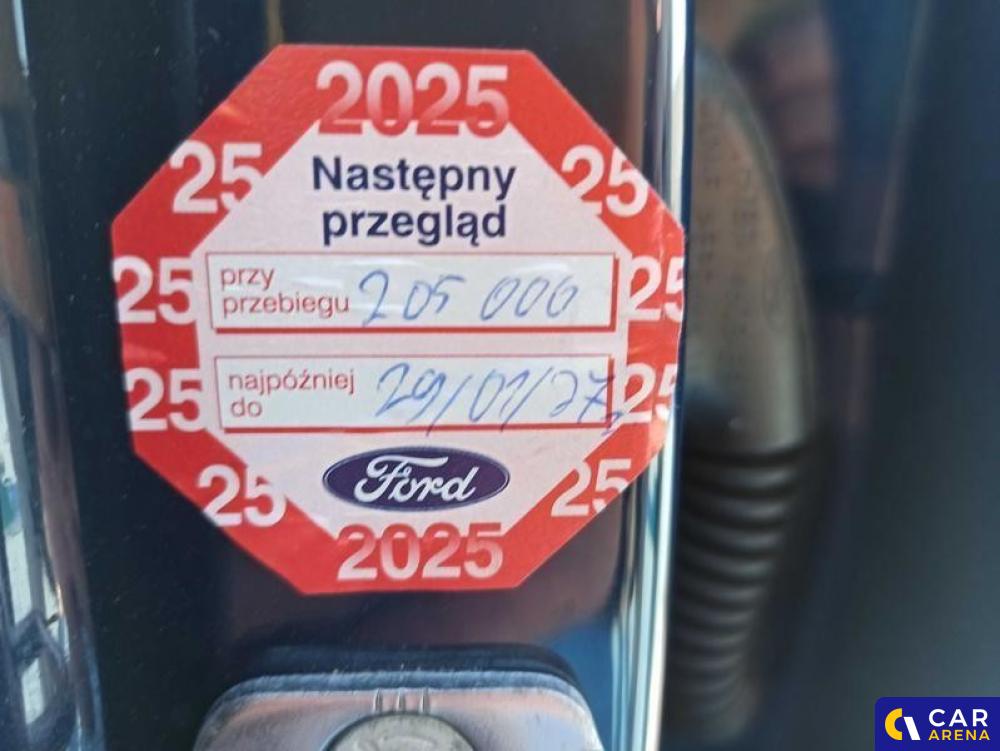 2025
25 25
Następny
przegląd
25 25
przy
przebiegu 205 000
25 25
najpóźniej
do 29/01/27
25 25
Ford
2025
CAR
ARENA